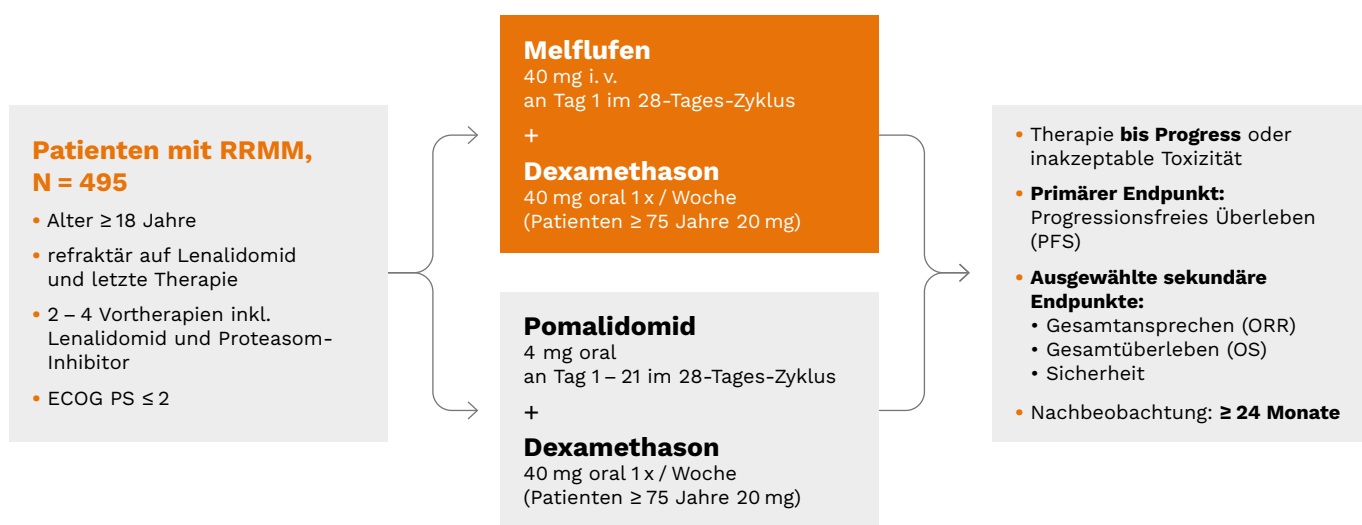 Patienten mit RRMM,
N = 495
• Alter ≥ 18 Jahre
• refraktär auf Lenalidomid
und letzte Therapie
• 2 – 4 Vortherapien inkl.
Lenalidomid und Proteasom-
Inhibitor
• ECOG PS ≤ 2
Melflufen
40 mg i. v.
an Tag 1 im 28-Tages-Zyklus
+
Dexamethason
40 mg oral 1 x / Woche
(Patienten ≥ 75 Jahre 20 mg)
Pomalidomid
4 mg oral
an Tag 1 – 21 im 28-Tages-Zyklus
+
Dexamethason
40 mg oral 1 x / Woche
(Patienten ≥ 75 Jahre 20 mg)
• Therapie bis Progress oder
inakzeptable Toxizität
• Primärer Endpunkt:
Progressionsfreies Überleben
(PFS)
• Ausgewählte sekundäre
Endpunkte:
• Gesamtansprechen (ORR)
• Gesamtüberleben (OS)
• Sicherheit
• Nachbeobachtung: ≥ 24 Monate